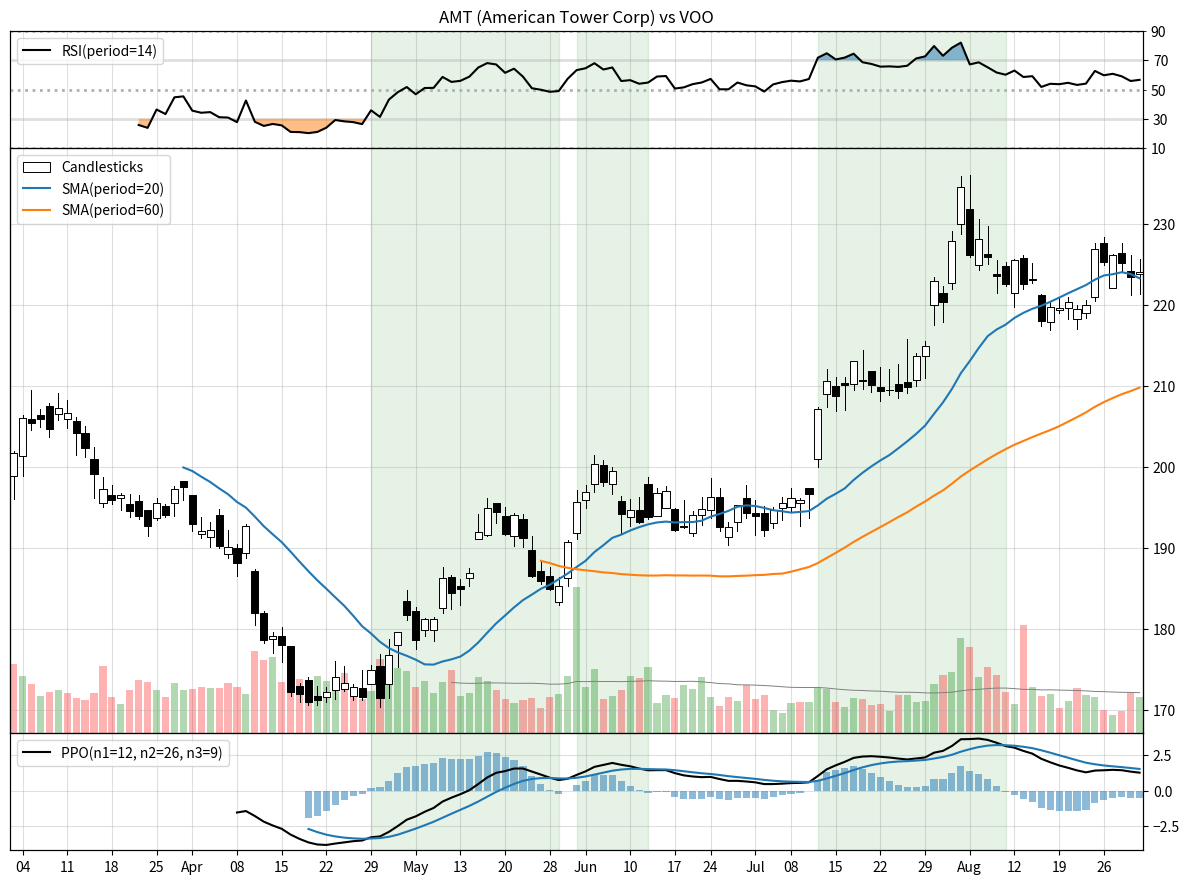 AMT (American Tower Corp) vs VOO
RSI(period=14)
90
70
50
30
10
Candlesticks
SMA(period=20)
SMA(period=60)
230
220
210
200
190
180
170
PPO(n1=12, n2=26, n3=9)
2.5
0.0
−2.5
04 11 18 25 Apr 08 15 22 29 May 13 20 28 Jun 10 17 24 Jul 08 15 22 29 Aug 12 19 26